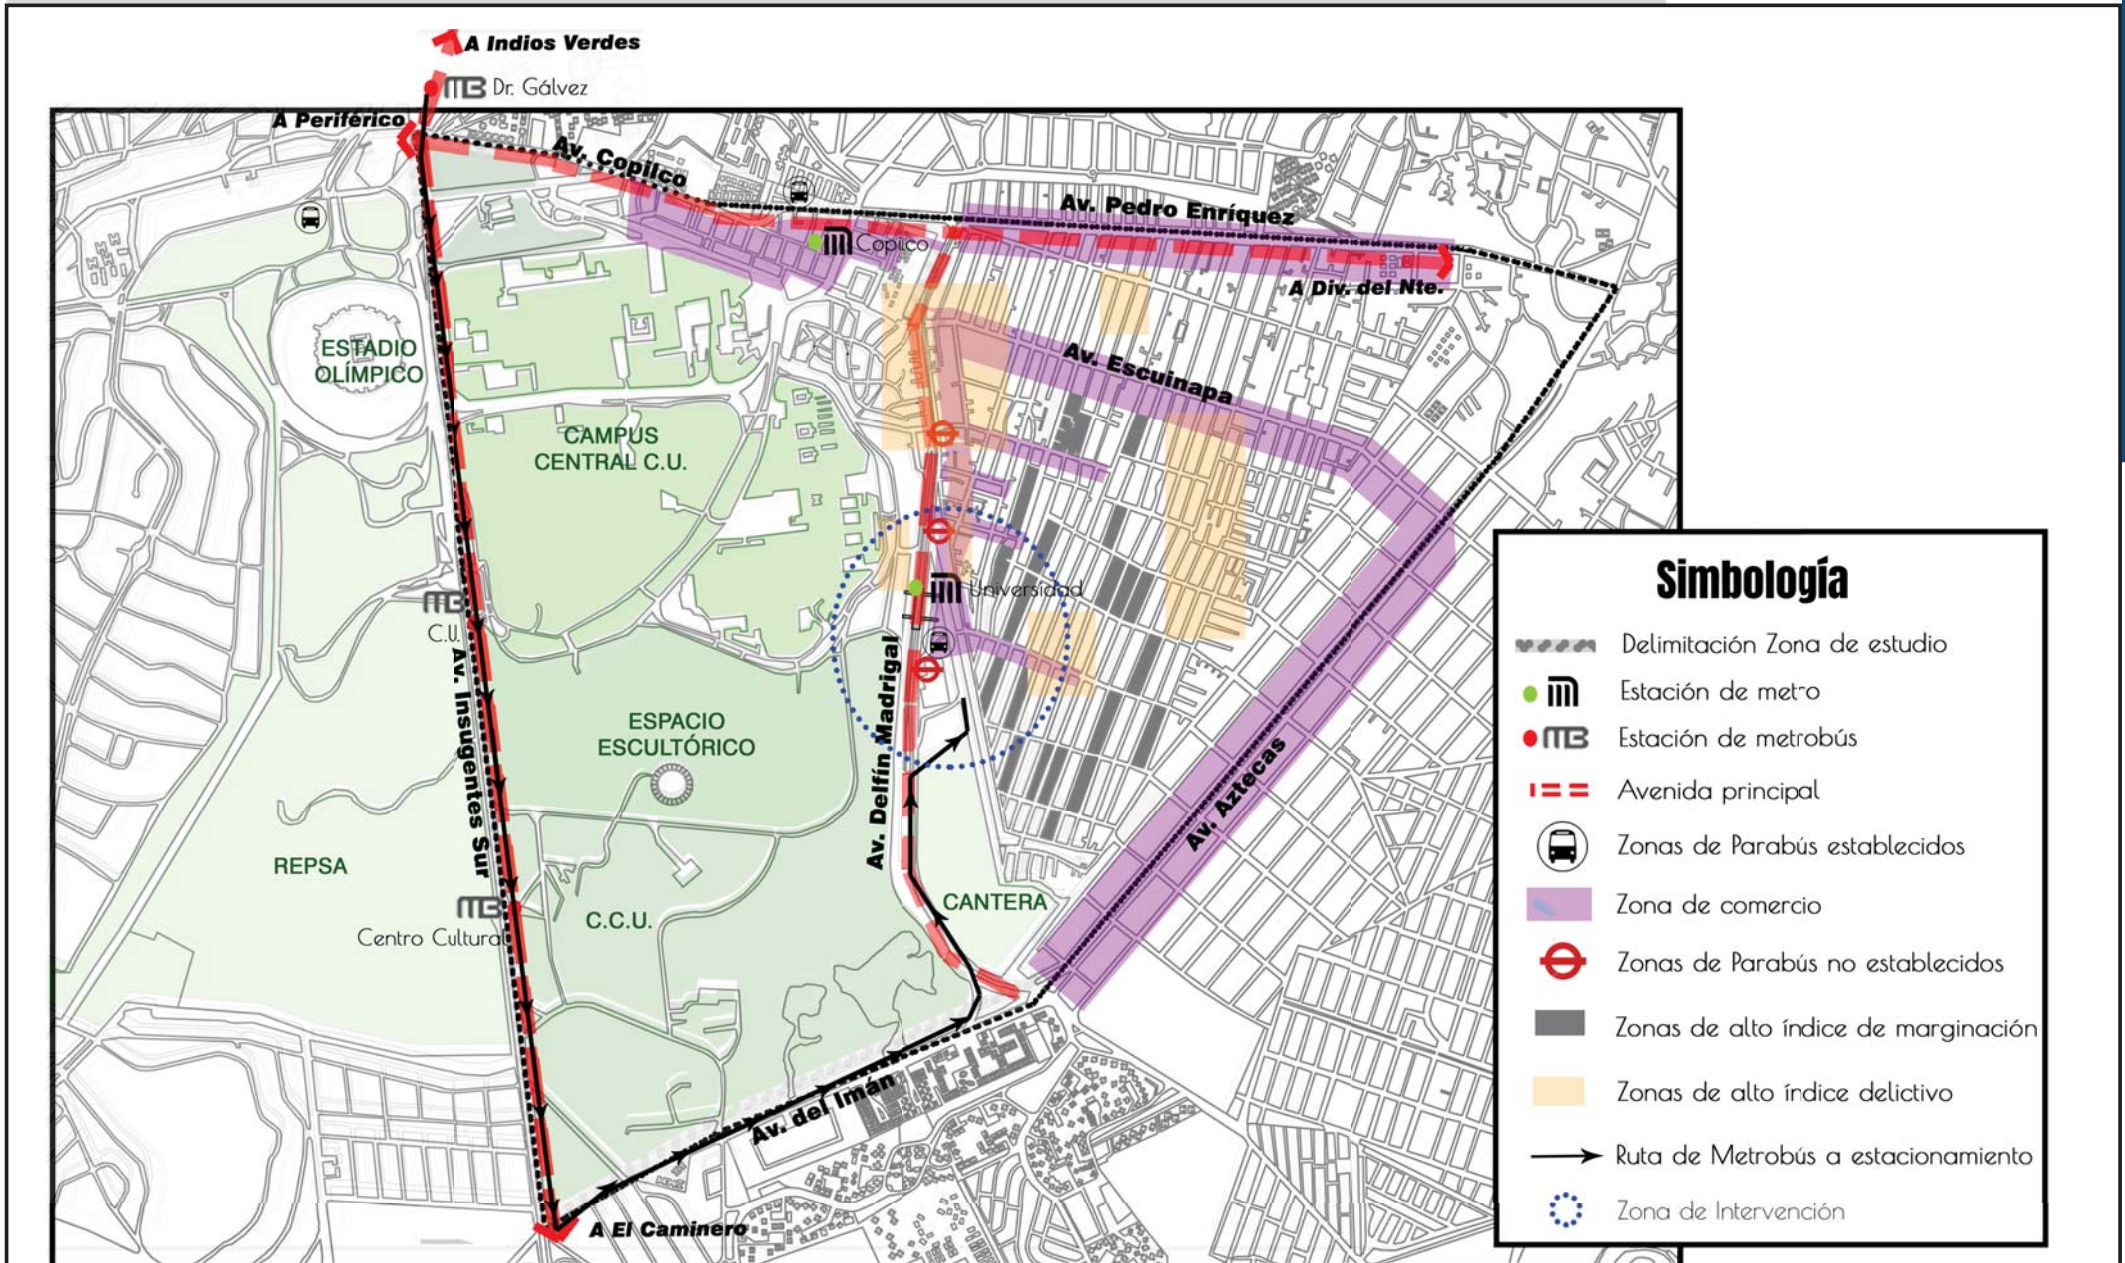 A Indios Verdes
MB Dr. Gálvez
A Periférico
Av. Copilco
Av. Pedro Enríquez
Copilco
A Div. del Nte.
ESTADIO
OLÍMPICO
Av. Escuinapa
CAMPUS
CENTRAL C.U.
Universidad
MB
C.U.
Av. Insugentes Sur
ESPACIO
ESCULTÓRICO
Av. Delfín Madrigal
Av. Aztecas
REPSA
C.C.U.
CANTERA
MB
Centro Cultural
Av. del Imán
A El Caminero
Simbología
Delimitación Zona de estudio
Estación de metro
MB Estación de metrobús
Avenida principal
Zonas de Parabús establecidos
Zona de comercio
Zonas de Parabús no establecidos
Zonas de alto índice de marginación
Zonas de alto índice delictivo
Ruta de Metrobús a estacionamiento
Zona de Intervención